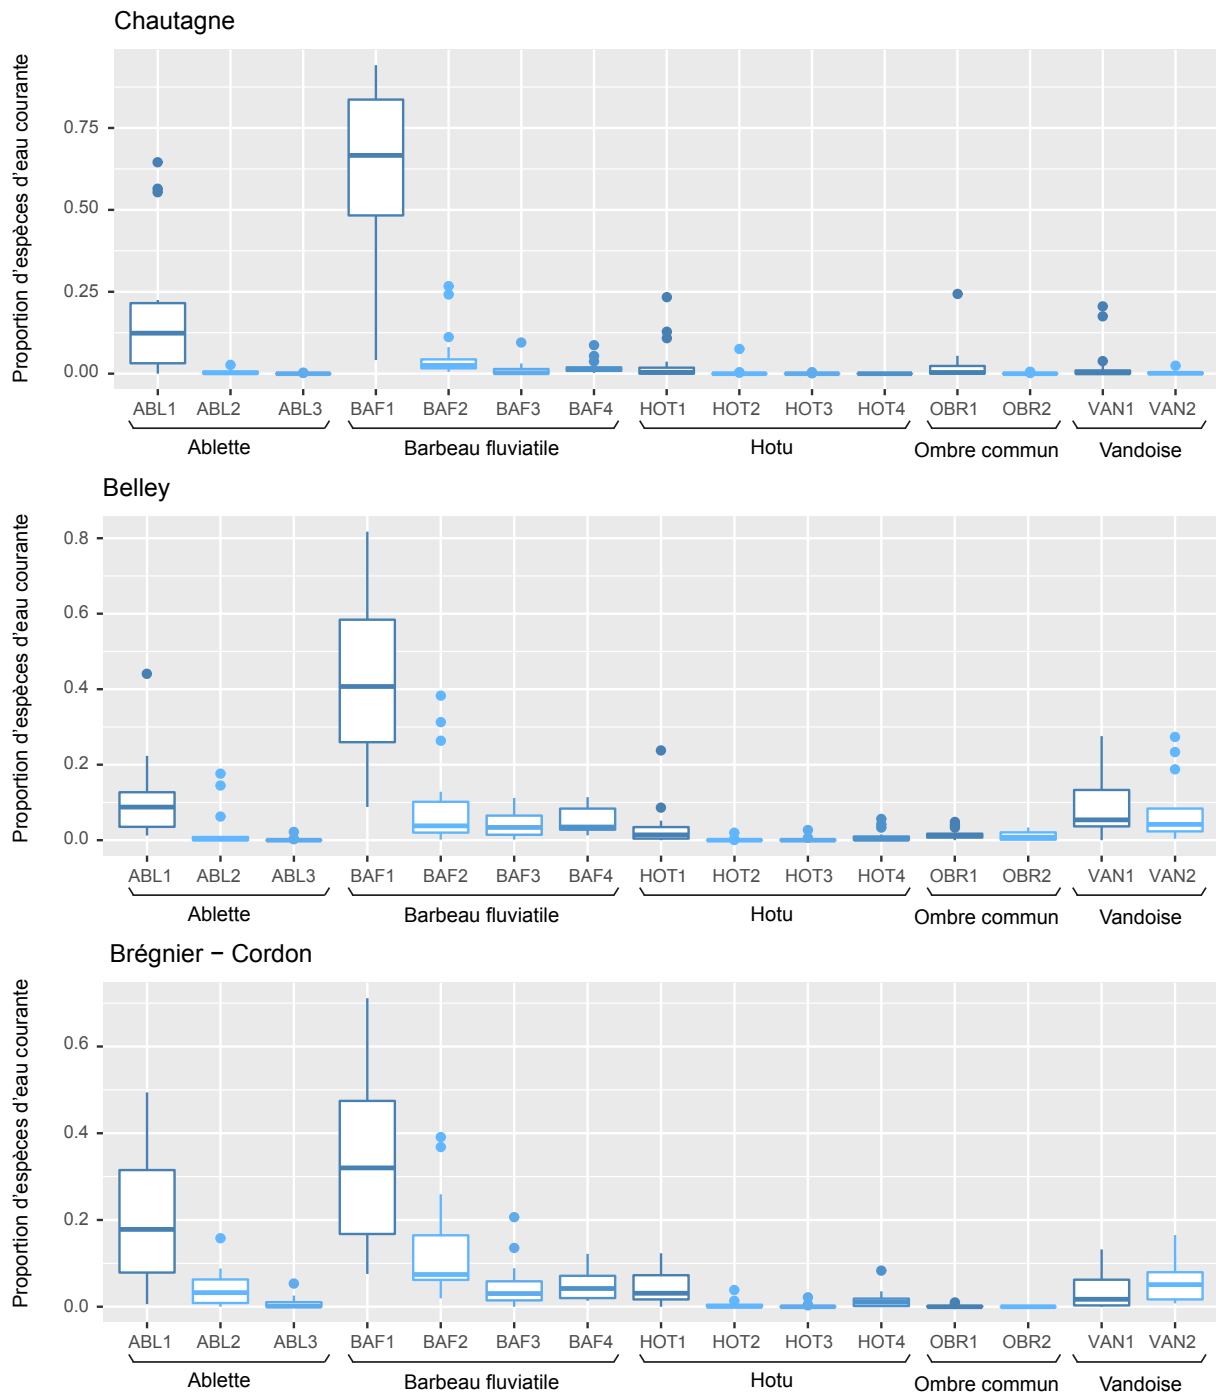 Chautagne
Proportion d'espèces d'eau courante
0.75
0.50
0.25
0.00
ABL1 ABL2 ABL3 BAF1 BAF2 BAF3 BAF4 HOT1 HOT2 HOT3 HOT4 OBR1 OBR2 VAN1 VAN2
Ablette Barbeau fluviatile Hotu Ombre commun Vandoise
Belley
Proportion d'espèces d'eau courante
0.8
0.6
0.4
0.2
0.0
ABL1 ABL2 ABL3 BAF1 BAF2 BAF3 BAF4 HOT1 HOT2 HOT3 HOT4 OBR1 OBR2 VAN1 VAN2
Ablette Barbeau fluviatile Hotu Ombre commun Vandoise
Brégnier − Cordon
Proportion d'espèces d'eau courante
0.6
0.4
0.2
0.0
ABL1 ABL2 ABL3 BAF1 BAF2 BAF3 BAF4 HOT1 HOT2 HOT3 HOT4 OBR1 OBR2 VAN1 VAN2
Ablette Barbeau fluviatile Hotu Ombre commun Vandoise